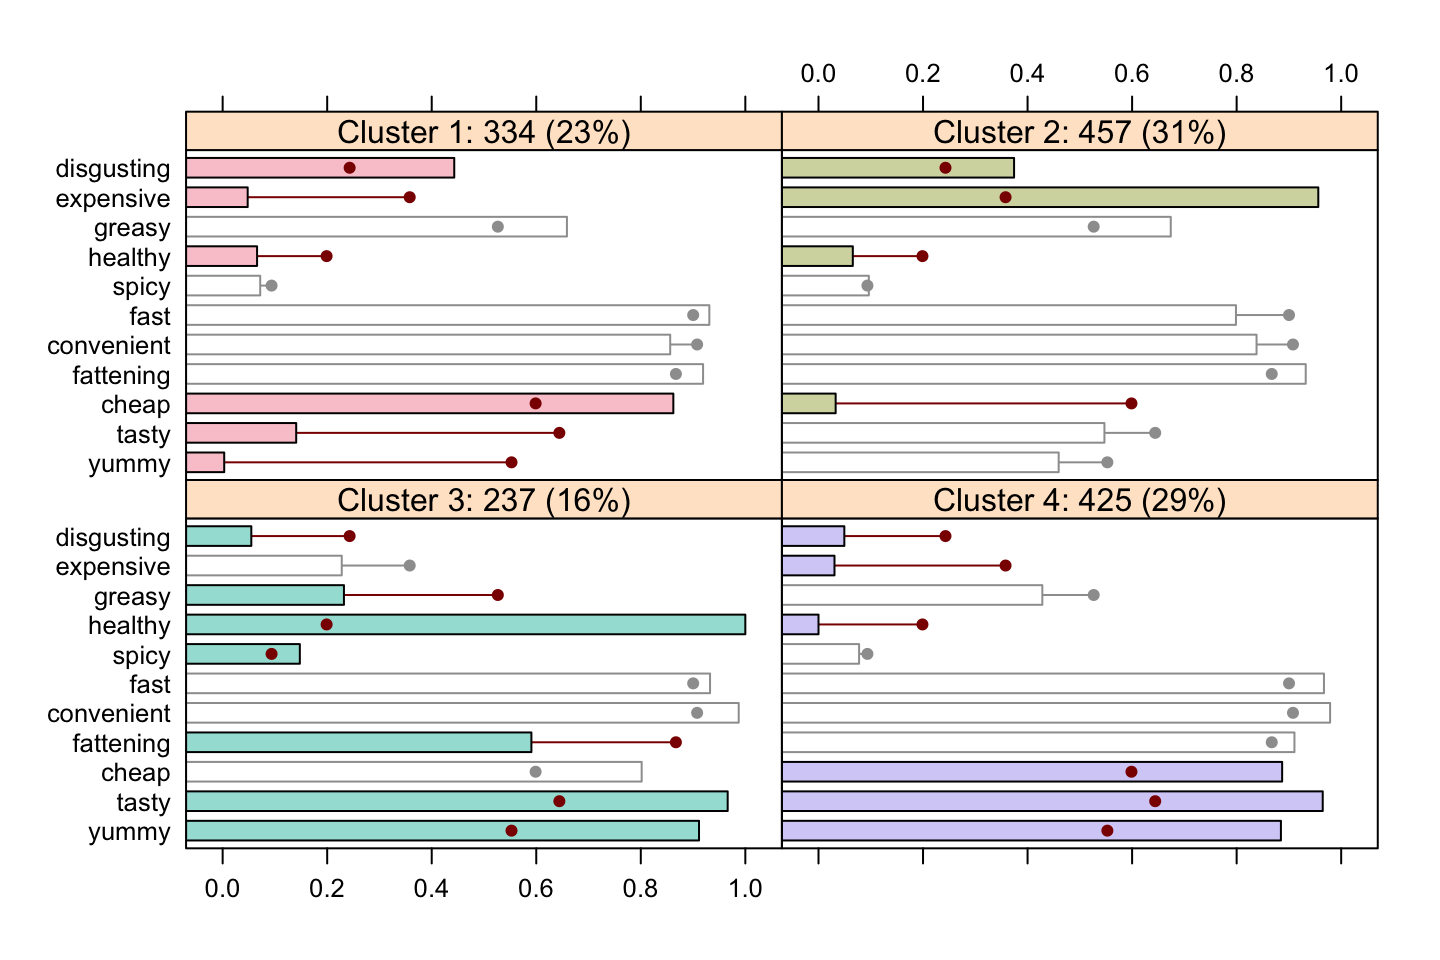 0.0 0.2 0.4 0.6 0.8 1.0
Cluster 1: 334 (23%) Cluster 2: 457 (31%)
disgusting
expensive
greasy
healthy
spicy
fast
convenient
fattening
cheap
tasty
yummy
Cluster 3: 237 (16%) Cluster 4: 425 (29%)
disgusting
expensive
greasy
healthy
spicy
fast
convenient
fattening
cheap
tasty
yummy
0.0 0.2 0.4 0.6 0.8 1.0